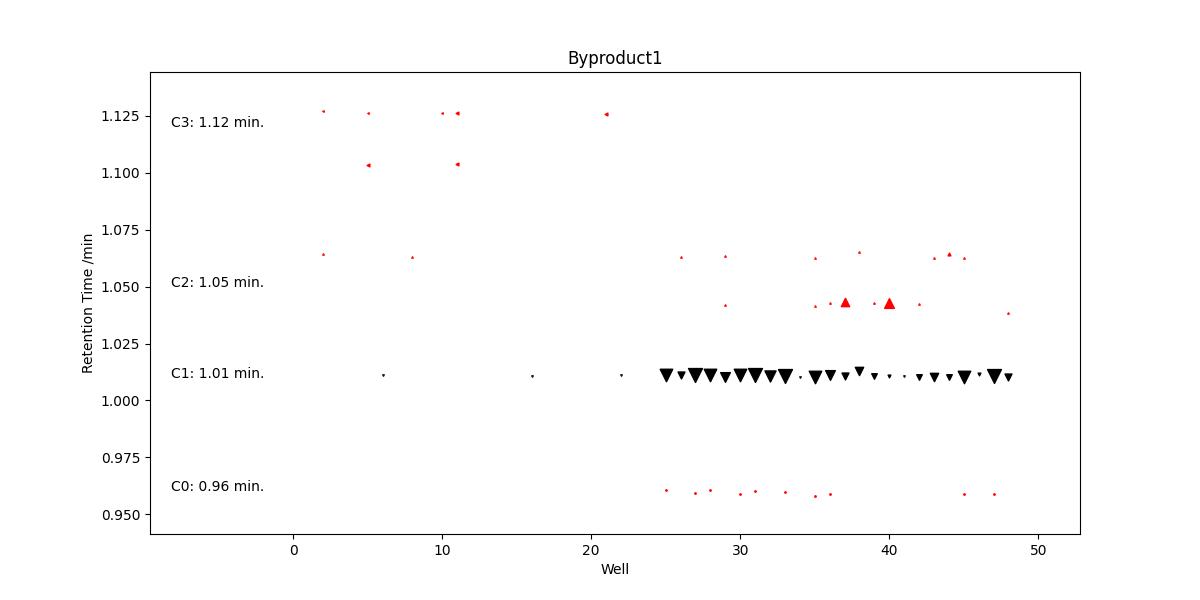 Byproduct1
Retention Time /min
1.125
1.100
1.075
1.050
1.025
1.000
0.975
0.950
C3: 1.12 min.
C2: 1.05 min.
C1: 1.01 min.
C0: 0.96 min.
0 10 20 30 40 50
Well